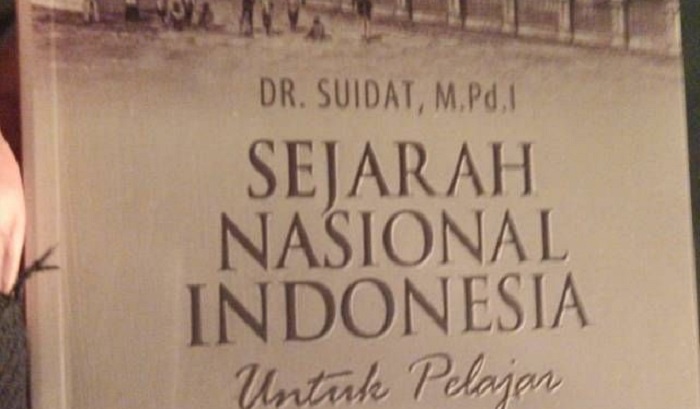 DR. SUIDAT, M.Pd.I
SEJARAH
NASIONAL
INDONESIA
Untuk Pelajar